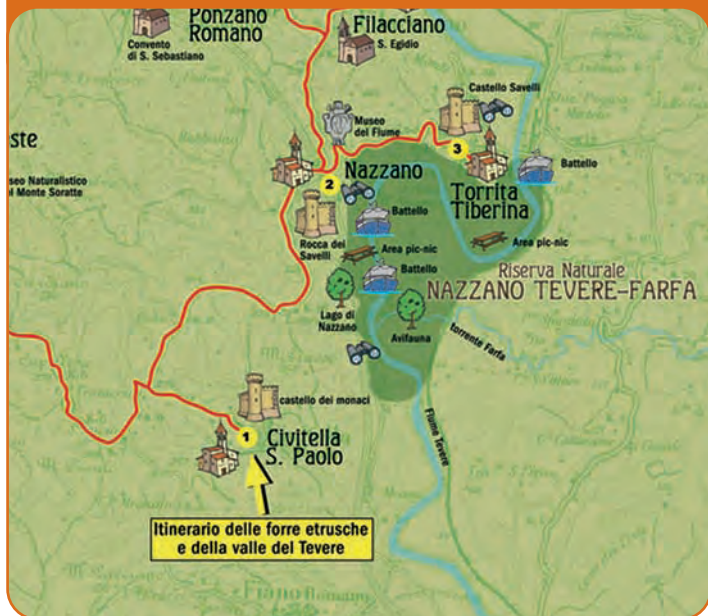 Ponzano
Romano
Convento
di S. Sebastiano
Filacciano
S. Egidio
Castello Savelli
Museo
del Fiume
3
ste
seo Naturalistico
l Monte Soratte
2
Nazzano
Torrita
Tiberina
Battello
Battello
Rocca dei
Savelli
Area pic-nic
Area pic-nic
Battello
Riserva Naturale
NAZZANO TEVERE-FARFA
Lago di
Nazzano
Avifauna
torrente Farfa
castello dei monaci
1
Civitella
S. Paolo
Fiume Tevere
Itinerario delle forre etrusche
e della valle del Tevere
Fiano Romano